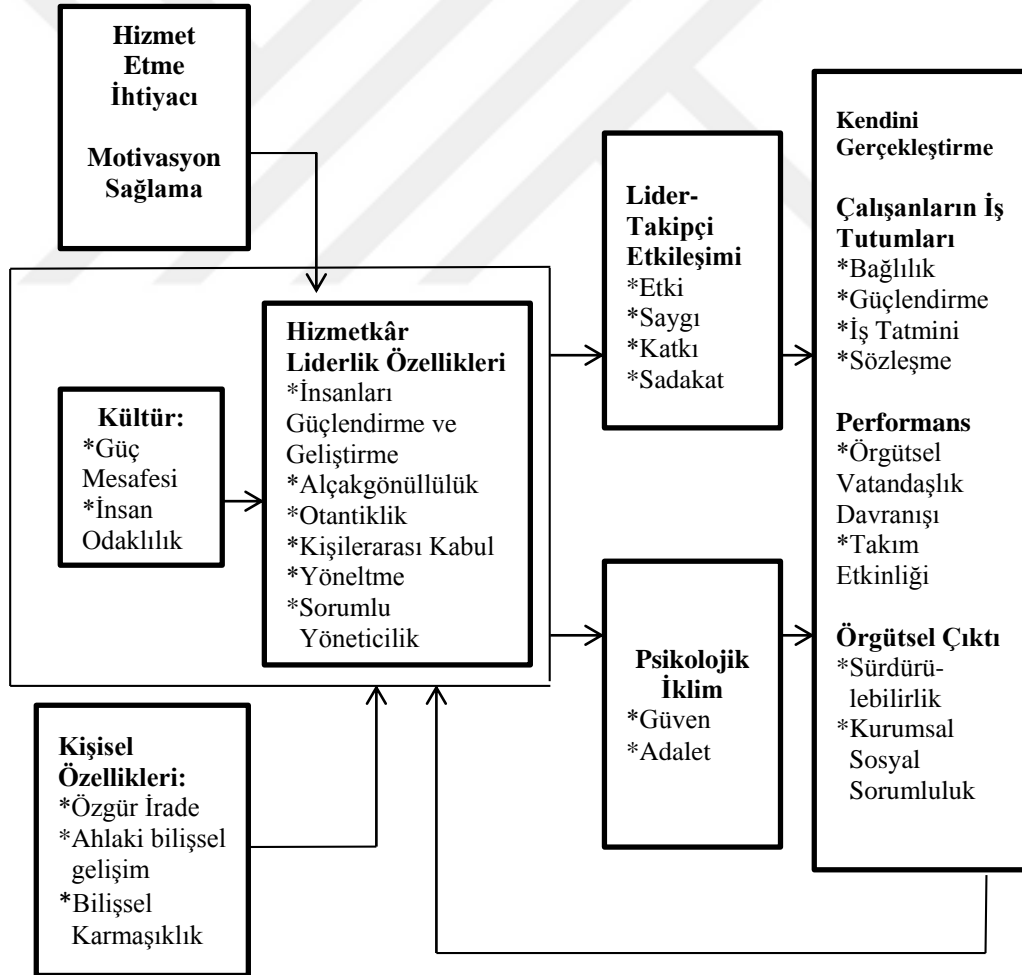 Hizmet
Etme
İhtiyacı
Motivasyon
Sağlama
Kültür:
*Güç
Mesafesi
*İnsan
Odaklılık
Hizmetkâr
Liderlik Özellikleri
*İnsanları
Güçlendirme ve
Geliştirme
*Alçakgönüllülük
*Otantiklik
*Kişilerarası Kabul
*Yöneltme
*Sorumlu
Yöneticilik
Kişisel
Özellikleri:
*Özgür İrade
*Ahlaki bilişsel
gelişim
*Bilişsel
Karmaşıklık
Lider-
Takipçi
Etkileşimi
*Etki
*Saygı
*Katkı
*Sadakat
Psikolojik
İklim
*Güven
*Adalet
Kendini
Gerçekleştirme
Çalışanların İş
Tutumları
*Bağlılık
*Güçlendirme
*İş Tatmini
*Sözleşme
Performans
*Örgütsel
Vatandaşlık
Davranışı
*Takım
Etkinliği
Örgütsel Çıktı
*Sürdürü-
lebilirlik
*Kurumsal
Sosyal
Sorumluluk